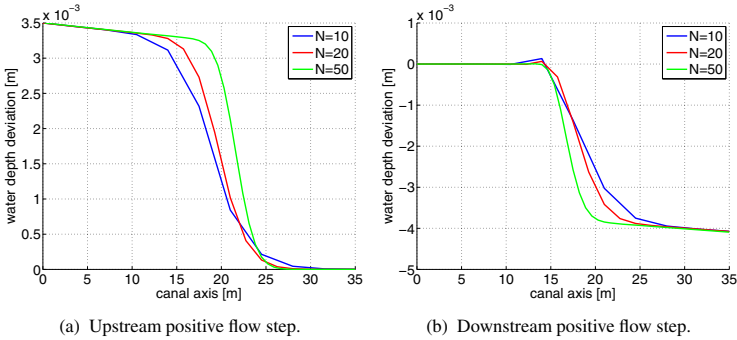 x 10⁻³
3.5
3
2.5
2
1.5
1
0.5
0
water depth deviation [m]
N=10
N=20
N=50
0 5 10 15 20 25 30 35
canal axis [m]
(a) Upstream positive flow step.
x 10⁻³
1
0
−1
−2
−3
−4
−5
water depth deviation [m]
N=10
N=20
N=50
0 5 10 15 20 25 30 35
canal axis [m]
(b) Downstream positive flow step.